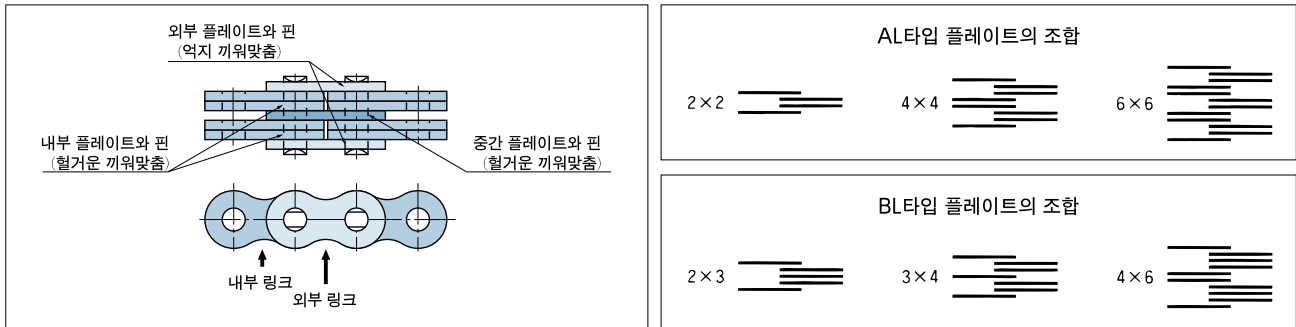 외부 플레이트와 핀
(억지 끼워맞춤)
내부 플레이트와 핀
(헐거운 끼워맞춤)
중간 플레이트와 핀
(헐거운 끼워맞춤)
내부 링크
외부 링크
AL타입 플레이트의 조합
2×2
4×4
6×6
BL타입 플레이트의 조합
2×3
3×4
4×6